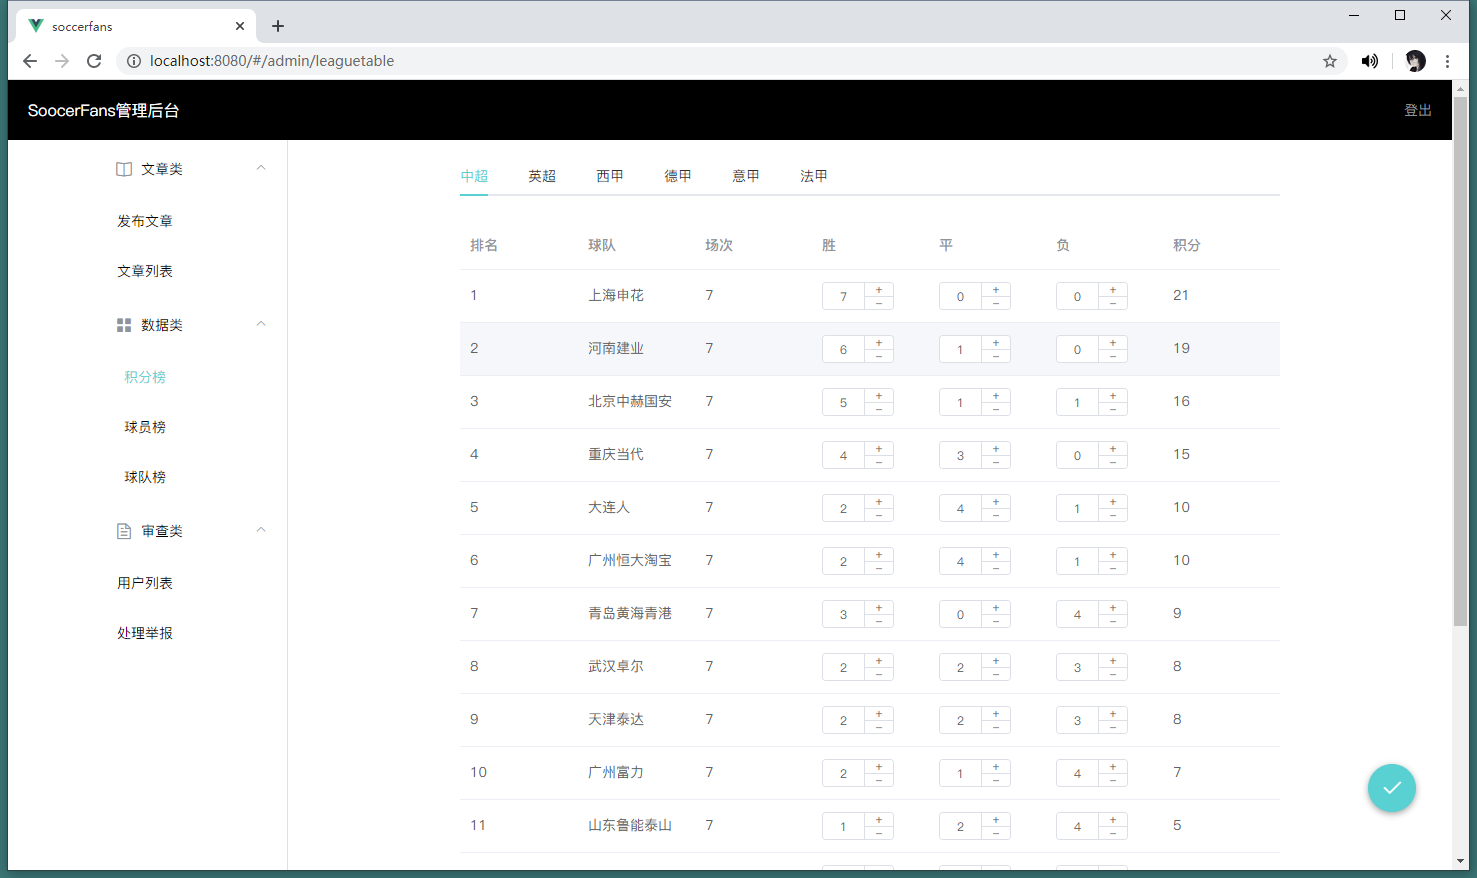 soccerfans
localhost:8080/#/admin/leaguetable
SoocerFans管理后台
登出
文章类
发布文章
文章列表
数据类
积分榜
球员榜
球队榜
审查类
用户列表
处理举报
中超 英超 西甲 德甲 意甲 法甲
排名 球队 场次 胜 平 负 积分
1 上海申花 7 7 + − 0 + − 0 + − 21
2 河南建业 7 6 + − 1 + − 0 + − 19
3 北京中赫国安 7 5 + − 1 + − 1 + − 16
4 重庆当代 7 4 + − 3 + − 0 + − 15
5 大连人 7 2 + − 4 + − 1 + − 10
6 广州恒大淘宝 7 2 + − 4 + − 1 + − 10
7 青岛黄海青港 7 3 + − 0 + − 4 + − 9
8 武汉卓尔 7 2 + − 2 + − 3 + − 8
9 天津泰达 7 2 + − 2 + − 3 + − 8
10 广州富力 7 2 + − 1 + − 4 + − 7
11 山东鲁能泰山 7 1 + − 2 + − 4 + − 5